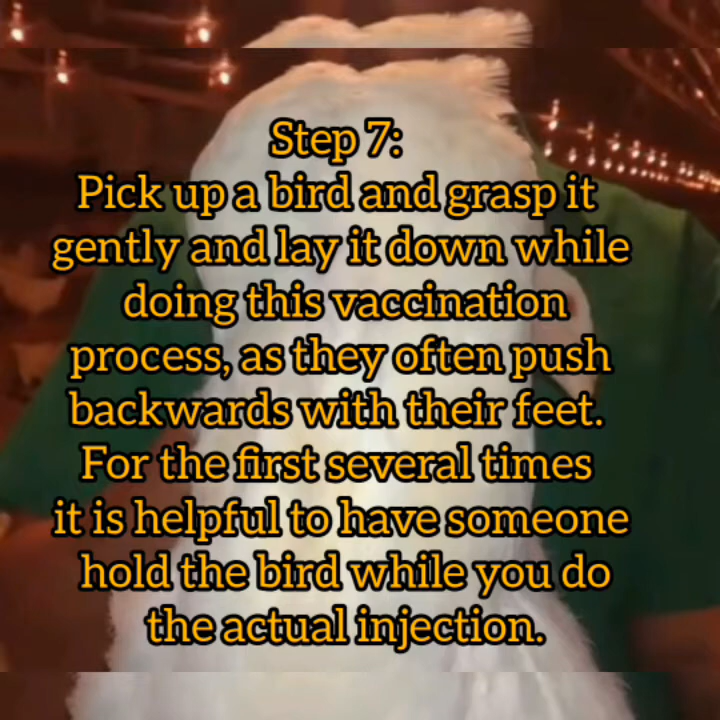 Step 7:
Pick up a bird and grasp it
gently and lay it down while
doing this vaccination
process, as they often push
backwards with their feet.
For the first several times
it is helpful to have someone
hold the bird while you do
the actual injection.